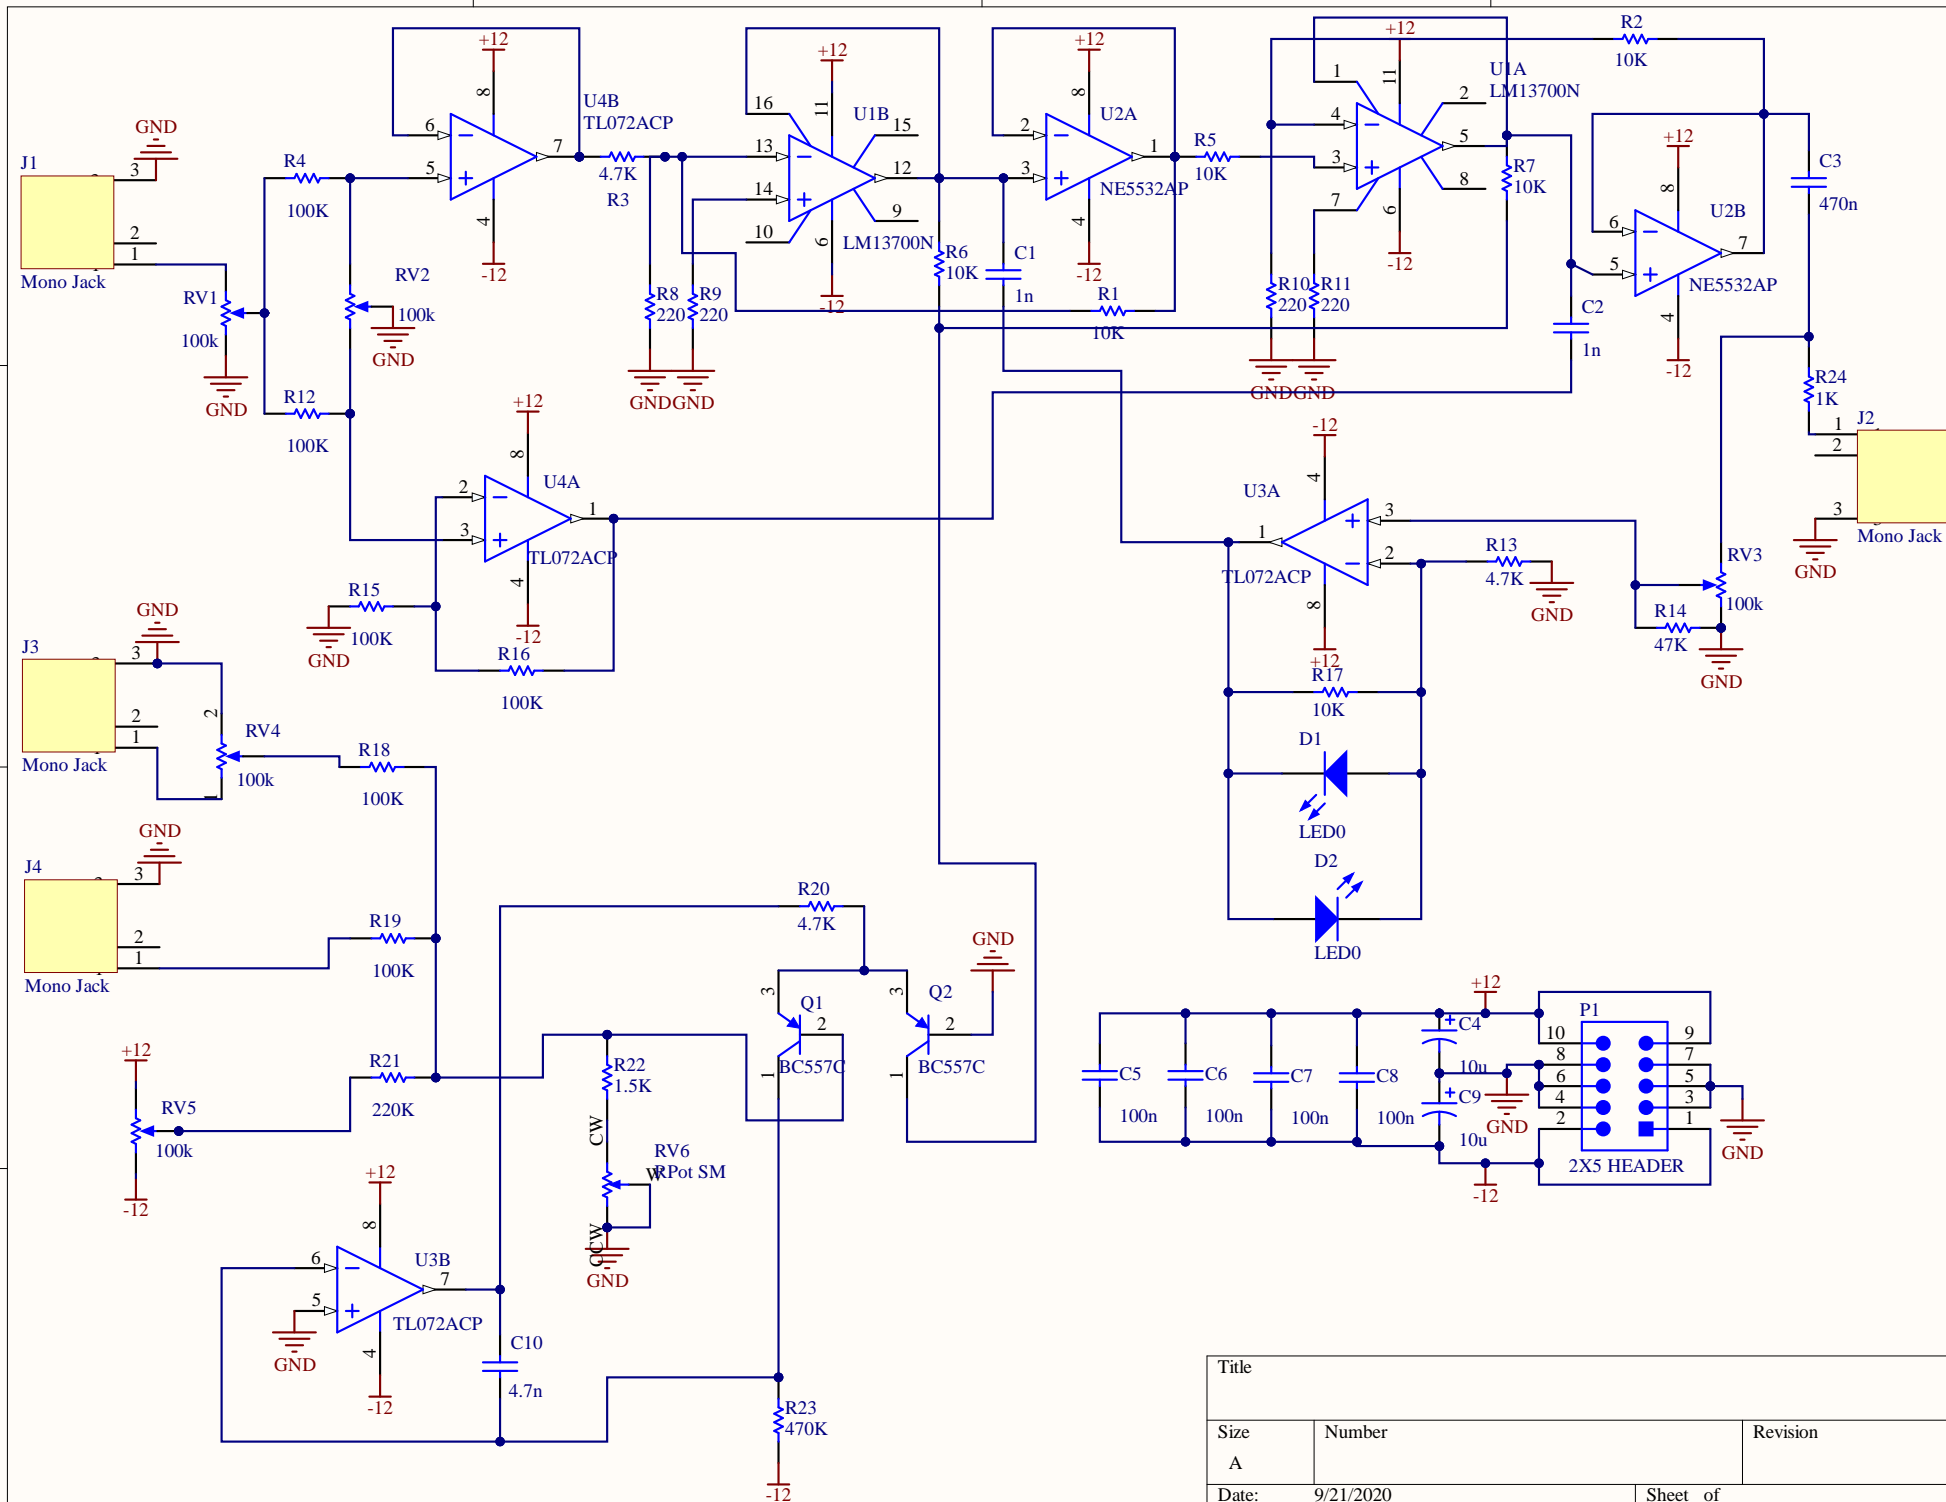 R2
10K
+12
+12
+12
+12
U1A
LM13700N
1
11
2
4
5
3
8
7
6
-12
R7
10K
U4B
TL072ACP
8
6
7
5
4
-12
4.7K
R3
16
11
U1B
15
13
12
14
9
10
6
LM13700N
-12
8
U2A
2
1
3
NE5532AP
4
-12
R5
10K
+12
8
U2B
6
7
5
NE5532AP
4
-12
C3
470n
GND
J1
3
2
1
Mono Jack
R4
100K
RV1
100k
GND
RV2
100k
GND
R12
100K
R8
220
R9
220
GND
GND
R6
10K
C1
1n
R1
10K
R10
220
R11
220
GND
GND
C2
1n
R24
1K
J2
1
2
3
Mono Jack
GND
+12
8
U4A
2
1
3
TL072ACP
4
-12
R15
100K
GND
R16
100K
-12
4
U3A
3
1
2
TL072ACP
8
+12
R13
4.7K
GND
RV3
100k
R14
47K
GND
R17
10K
D1
LED0
D2
LED0
GND
J3
3
2
1
Mono Jack
2
RV4
100k
1
R18
100K
GND
J4
3
2
1
Mono Jack
R19
100K
R20
4.7K
GND
3
Q1
2
1
BC557C
3
Q2
2
1
BC557C
+12
RV5
100k
-12
R21
220K
R22
1.5K
CW
RV6
W
RPot SM
CCW
GND
+12
8
U3B
6
7
5
TL072ACP
4
GND
-12
C10
4.7n
R23
470K
-12
+12
C5
100n
C6
100n
C7
100n
C8
100n
C4
10u
C9
10u
-12
GND
P1
10
9
8
7
6
5
4
3
2
1
2X5 HEADER
GND
Title
Size
Number
Revision
A
Date:
9/21/2020
Sheet of